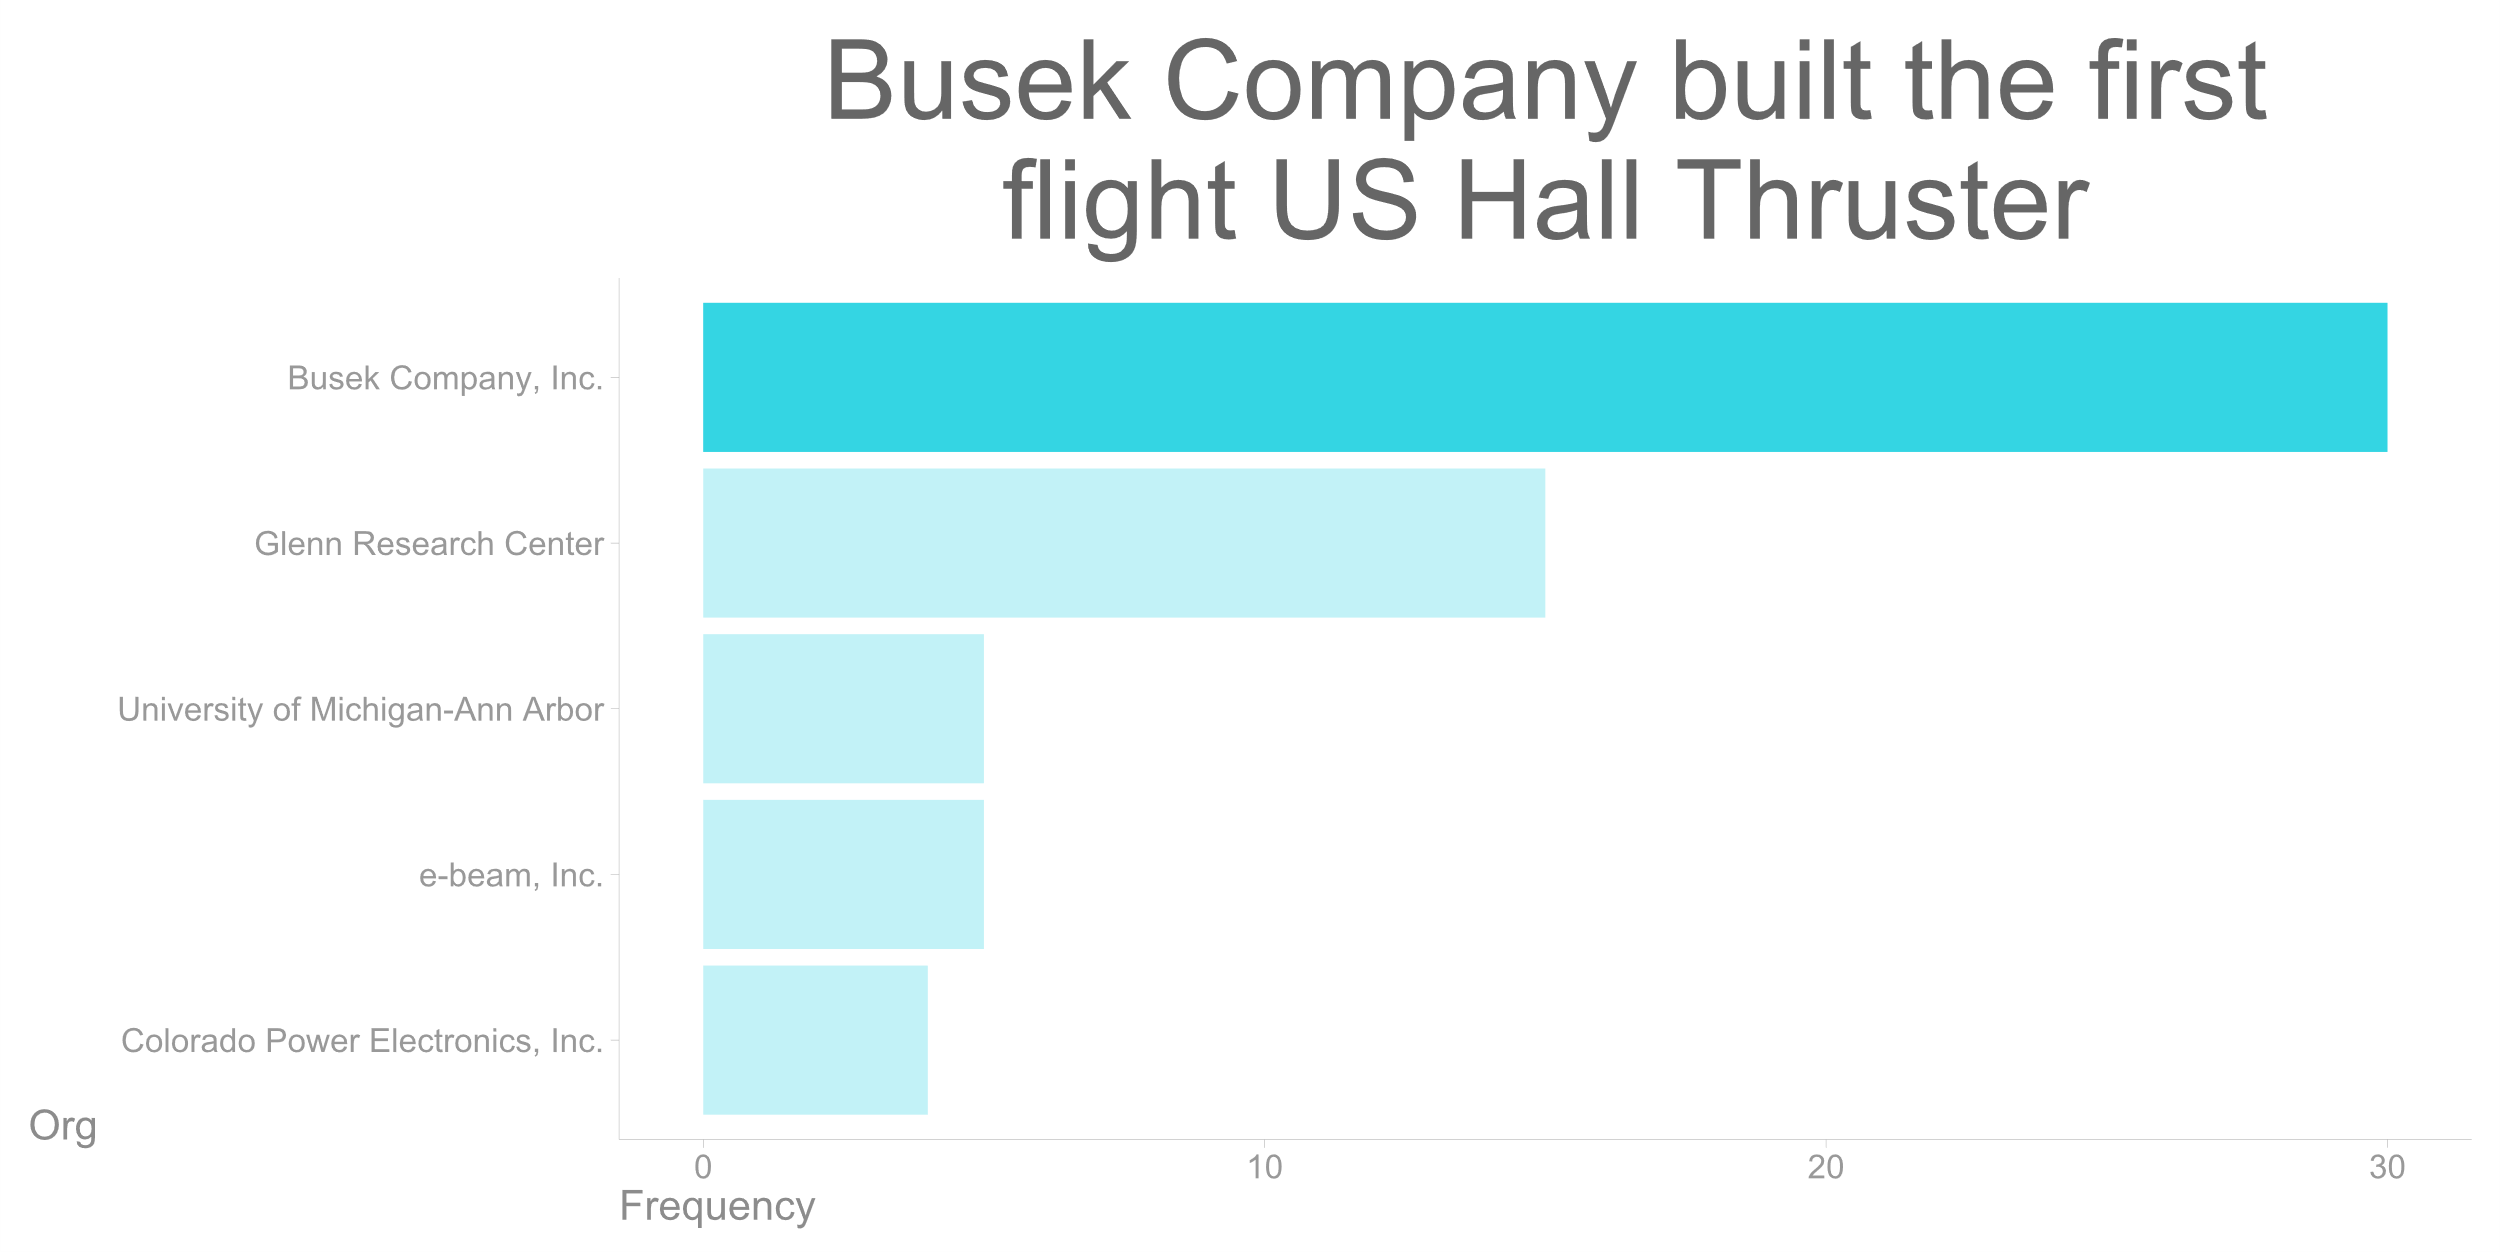 Busek Company built the first
flight US Hall Thruster
Busek Company, Inc.
Glenn Research Center
University of Michigan-Ann Arbor
e-beam, Inc.
Colorado Power Electronics, Inc.
Org
0 10 20 30
Frequency